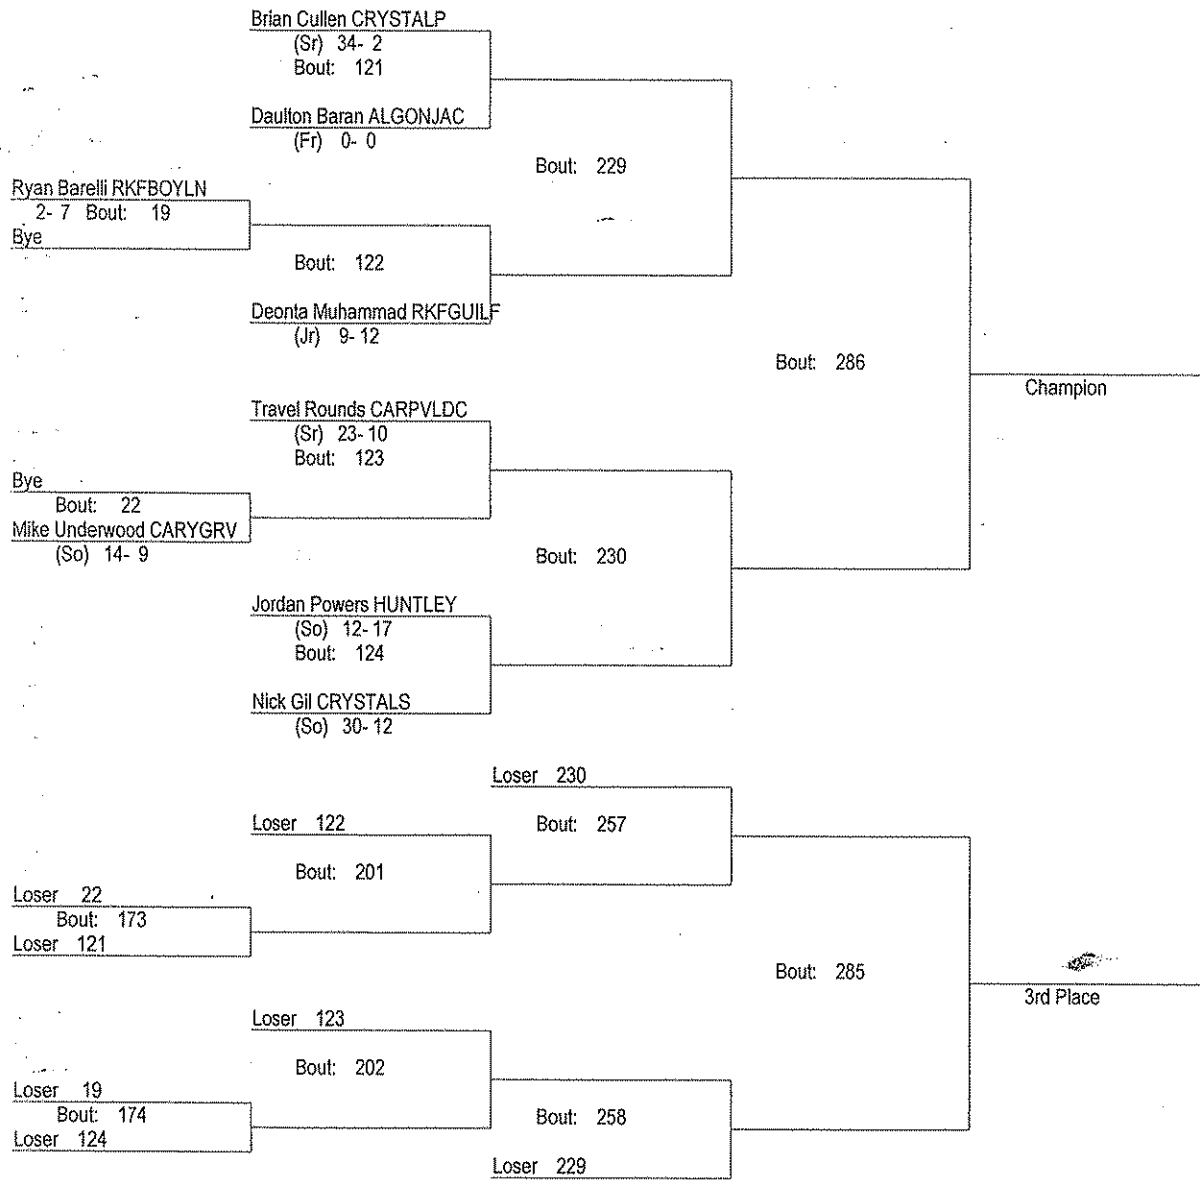 Brian Cullen CRYSTALP
(Sr) 34- 2
Bout: 121
Daulton Baran ALGONJAC
(Fr) 0- 0
Bout: 229
Ryan Barelli RKFBOYLN
2- 7 Bout: 19
Bye
Bout: 122
Deonta Muhammad RKFGUILF
(Jr) 9- 12
Bout: 286
Champion
Travel Rounds CARPVLDC
(Sr) 23- 10
Bout: 123
Bye
Bout: 22
Mike Underwood CARYGRV
(So) 14- 9
Bout: 230
Jordan Powers HUNTLEY
(So) 12- 17
Bout: 124
Nick Gil CRYSTALS
(So) 30- 12
Loser 230
Bout: 257
Loser 122
Bout: 201
Loser 22
Bout: 173
Loser 121
Bout: 285
3rd Place
Loser 123
Bout: 202
Loser 19
Bout: 174
Loser 124
Bout: 258
Loser 229